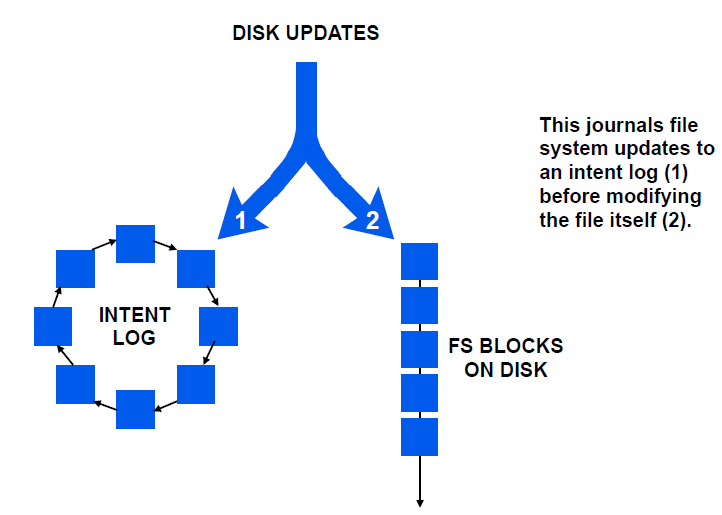 DISK UPDATES
This journals file
system updates to
an intent log (1)
before modifying
the file itself (2).
1
2
INTENT
LOG
FS BLOCKS
ON DISK